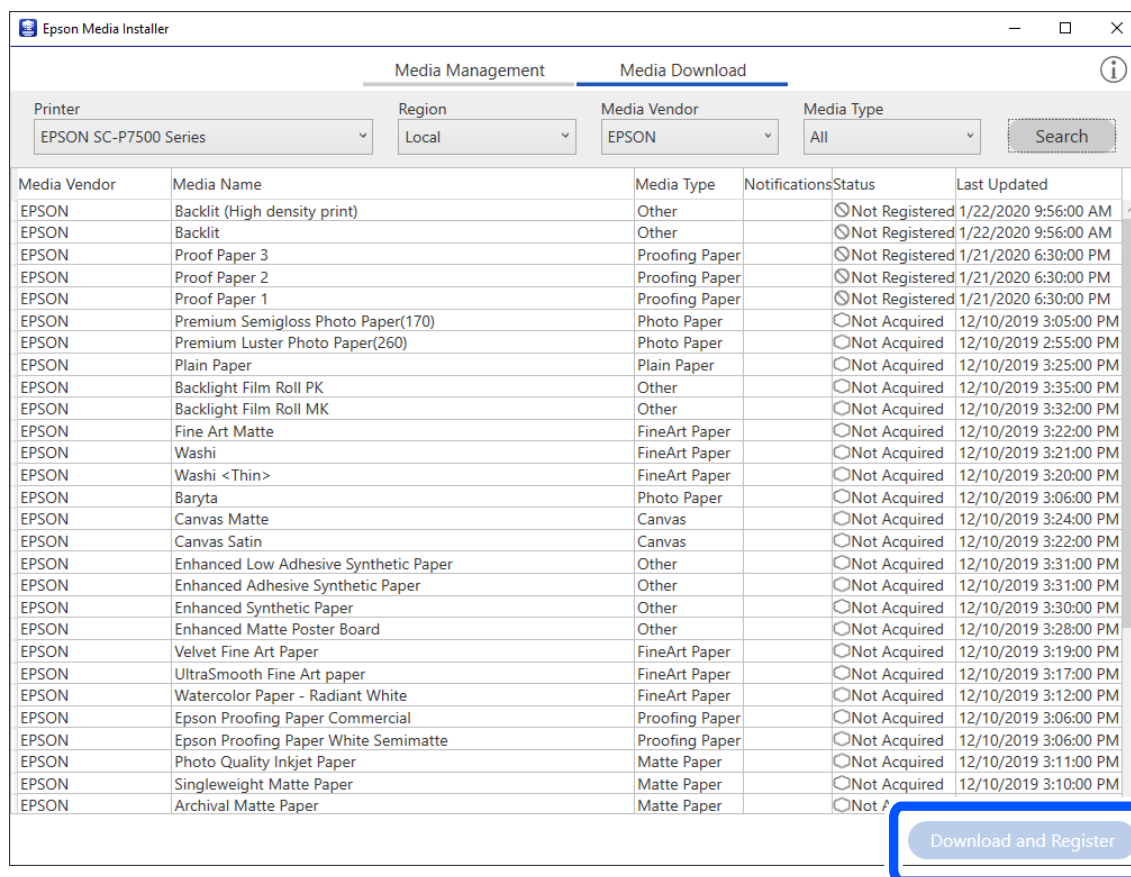 Epson Media Installer
Media Management Media Download
Printer Region Media Vendor Media Type
EPSON SC-P7500 Series Local EPSON All Search
Media Vendor Media Name Media Type Notifications Status Last Updated
EPSON Backlit (High density print) Other Not Registered 1/22/2020 9:56:00 AM
EPSON Backlit Other Not Registered 1/22/2020 9:56:00 AM
EPSON Proof Paper 3 Proofing Paper Not Registered 1/21/2020 6:30:00 PM
EPSON Proof Paper 2 Proofing Paper Not Registered 1/21/2020 6:30:00 PM
EPSON Proof Paper 1 Proofing Paper Not Registered 1/21/2020 6:30:00 PM
EPSON Premium Semigloss Photo Paper(170) Photo Paper Not Acquired 12/10/2019 3:05:00 PM
EPSON Premium Luster Photo Paper(260) Photo Paper Not Acquired 12/10/2019 2:55:00 PM
EPSON Plain Paper Plain Paper Not Acquired 12/10/2019 3:25:00 PM
EPSON Backlight Film Roll PK Other Not Acquired 12/10/2019 3:35:00 PM
EPSON Backlight Film Roll MK Other Not Acquired 12/10/2019 3:32:00 PM
EPSON Fine Art Matte FineArt Paper Not Acquired 12/10/2019 3:22:00 PM
EPSON Washi FineArt Paper Not Acquired 12/10/2019 3:21:00 PM
EPSON Washi <Thin> FineArt Paper Not Acquired 12/10/2019 3:20:00 PM
EPSON Baryta Photo Paper Not Acquired 12/10/2019 3:06:00 PM
EPSON Canvas Matte Canvas Not Acquired 12/10/2019 3:24:00 PM
EPSON Canvas Satin Canvas Not Acquired 12/10/2019 3:22:00 PM
EPSON Enhanced Low Adhesive Synthetic Paper Other Not Acquired 12/10/2019 3:31:00 PM
EPSON Enhanced Adhesive Synthetic Paper Other Not Acquired 12/10/2019 3:31:00 PM
EPSON Enhanced Synthetic Paper Other Not Acquired 12/10/2019 3:30:00 PM
EPSON Enhanced Matte Poster Board Other Not Acquired 12/10/2019 3:28:00 PM
EPSON Velvet Fine Art Paper FineArt Paper Not Acquired 12/10/2019 3:19:00 PM
EPSON UltraSmooth Fine Art paper FineArt Paper Not Acquired 12/10/2019 3:17:00 PM
EPSON Watercolor Paper - Radiant White FineArt Paper Not Acquired 12/10/2019 3:12:00 PM
EPSON Epson Proofing Paper Commercial Proofing Paper Not Acquired 12/10/2019 3:06:00 PM
EPSON Epson Proofing Paper White Semimatte Proofing Paper Not Acquired 12/10/2019 3:06:00 PM
EPSON Photo Quality Inkjet Paper Matte Paper Not Acquired 12/10/2019 3:11:00 PM
EPSON Singleweight Matte Paper Matte Paper Not Acquired 12/10/2019 3:10:00 PM
EPSON Archival Matte Paper Matte Paper Not
Download and Register